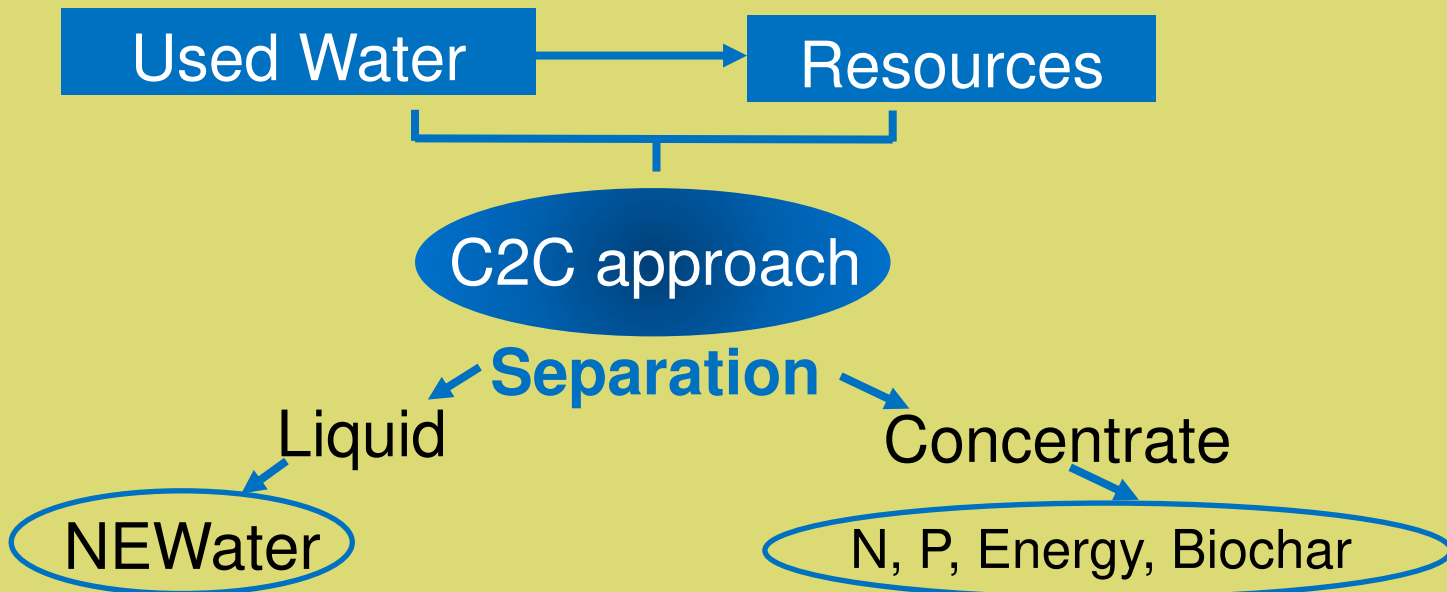 Used Water
Resources
C2C approach
Separation
Liquid
Concentrate
NEWater
N, P, Energy, Biochar